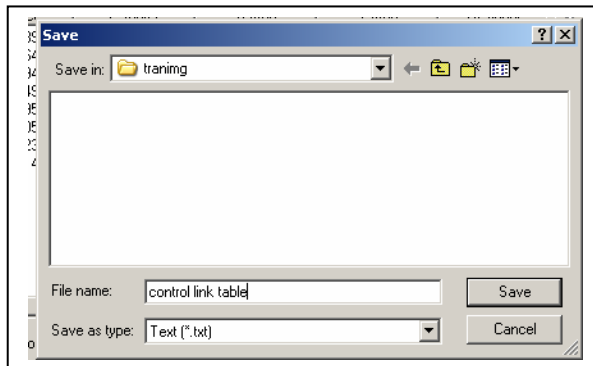 Save
Save in: tranimg
File name: control link table
Save
Save as type: Text (*.txt)
Cancel